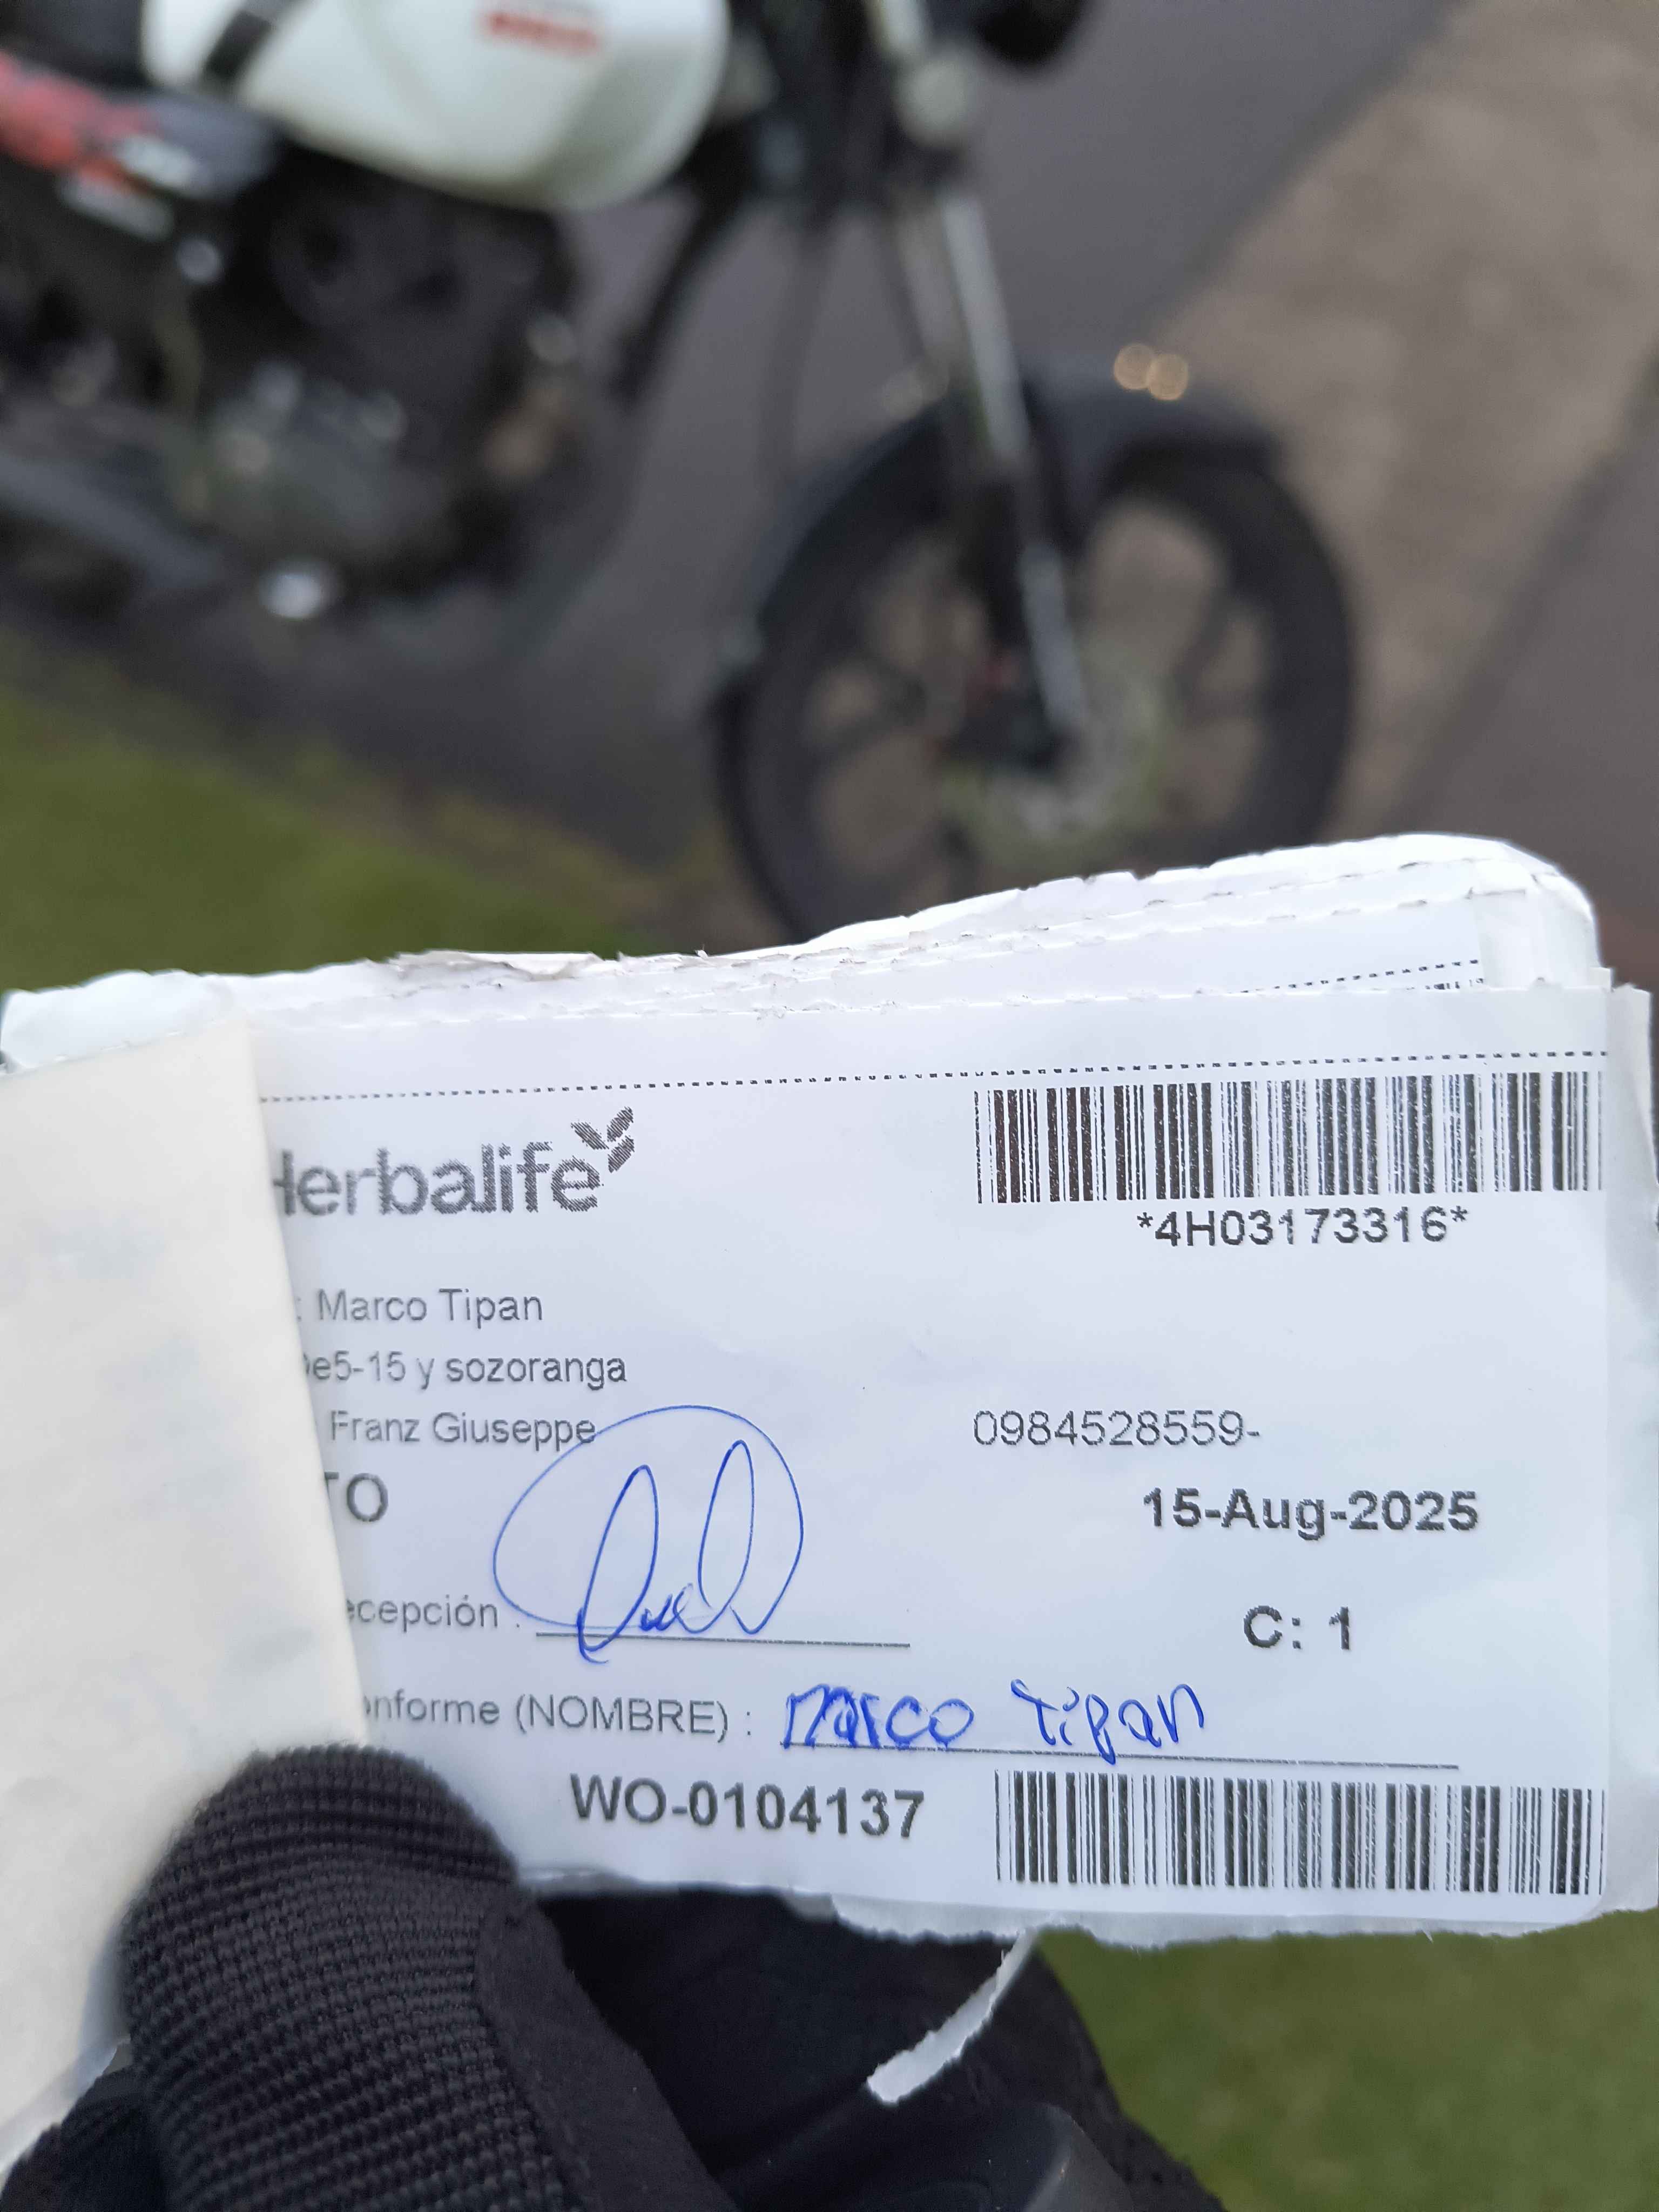 Herbalife
*4H03173316*
: Marco Tipan
e5-15 y sozoranga
Franz Giuseppe
0984528559-
TO
15-Aug-2025
ecepción :
C: 1
onforme (NOMBRE) : Marco Tipan
WO-0104137